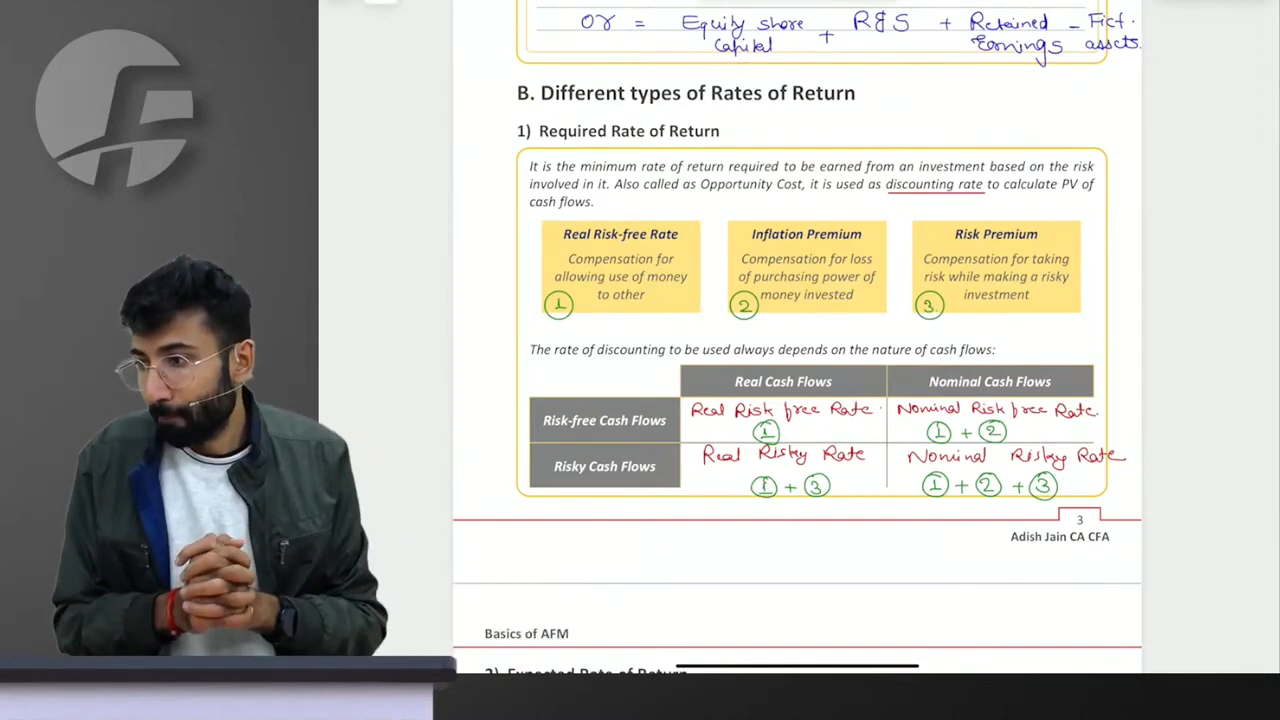 OR = Equity share + R&S + Retained - Fict.
Capital Earnings assets.
B. Different types of Rates of Return
1) Required Rate of Return
It is the minimum rate of return required to be earned from an investment based on the risk
involved in it. Also called as Opportunity Cost, it is used as discounting rate to calculate PV of
cash flows.
Real Risk-free Rate
Compensation for
allowing use of money
to other
1
Inflation Premium
Compensation for loss
of purchasing power of
money invested
2
Risk Premium
Compensation for taking
risk while making a risky
investment
3
The rate of discounting to be used always depends on the nature of cash flows:
Real Cash Flows Nominal Cash Flows
Risk-free Cash Flows Real Risk free Rate. Nominal Risk free Rate.
1 1 + 2
Risky Cash Flows Real Risky Rate Nominal Risky Rate
1 + 3 1 + 2 + 3
3
Adish Jain CA CFA
Basics of AFM
2) Expected Rate of Return